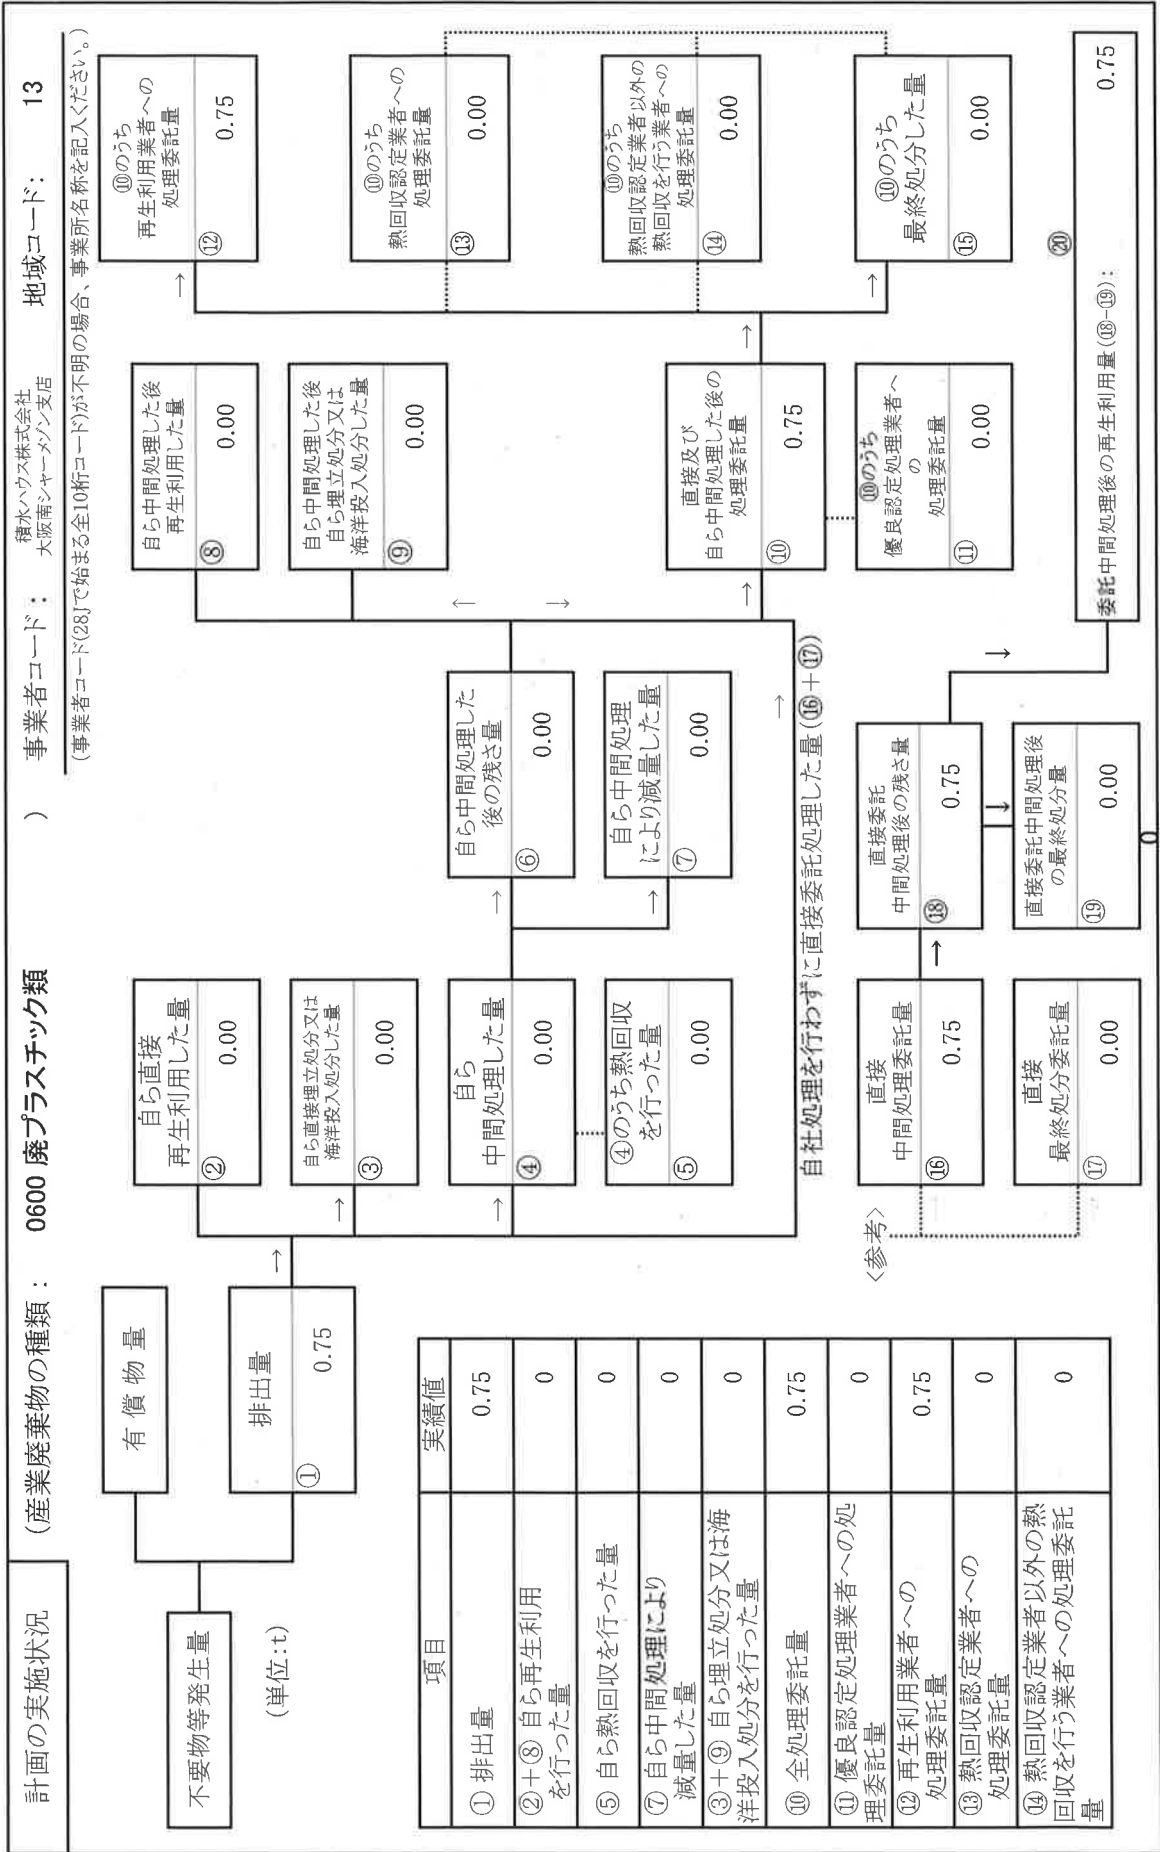 計画の実施状況
(産業廃棄物の種類 : 0600 廃プラスチック類 )
事業者コード :
積水ハウス株式会社
大阪南シャーメゾン支店
地域コード: 13
(事業者コード(28Jで始まる全10桁コード)が不明の場合、事業所名称を記入ください。)
不要物等発生量
(単位:t)
有 償 物 量
排出量
① 0.75
→
自ら直接
再生利用した量
② 0.00
→
自ら直接埋立処分又は
海洋投入処分した量
③ 0.00
→
自ら
中間処理した量
④ 0.00
④のうち熱回収
を行った量
⑤ 0.00
→
自ら中間処理した
後の残さ量
⑥ 0.00
→
自ら中間処理
により減量した量
⑦ 0.00
自ら中間処理した後
再生利用した量
⑧ 0.00
自ら中間処理した後
自ら埋立処分又は
海洋投入処分した量
⑨ 0.00
↑
↓
→
自社処理を行わずに直接委託処理した量(⑯+⑰)
→
直接及び
自ら中間処理した後の
処理委託量
⑩ 0.75
⑩のうち
優良認定処理業者へ
の
処理委託量
⑪ 0.00
→
→
⑩のうち
再生利用業者への
処理委託量
⑫ 0.75
⑩のうち
熱回収認定業者への
処理委託量
⑬ 0.00
⑩のうち
熱回収認定業者以外の
熱回収を行う業者への
処理委託量
⑭ 0.00
→
⑩のうち
最終処分した量
⑮ 0.00
<参考>
直接
中間処理委託量
⑯ 0.75
直接
最終処分委託量
⑰ 0.00
→
直接委託
中間処理後の残さ量
⑱ 0.75
↓
直接委託中間処理後
の最終処分量
⑲ 0.00
↓
⑳
委託中間処理後の再生利用量(⑱-⑲): 0.75
0
項目 実績値
① 排出量 0.75
②+⑧ 自ら再生利用
を行った量 0
⑤ 自ら熱回収を行った量 0
⑦ 自ら中間処理により
減量した量 0
③+⑨ 自ら埋立処分又は海
洋投入処分を行った量 0
⑩ 全処理委託量 0.75
⑪ 優良認定処理業者への処
理委託量 0
⑫ 再生利用業者への
処理委託量 0.75
⑬ 熱回収認定業者への
処理委託量 0
⑭ 熱回収認定業者以外の熱
回収を行う業者への処理委託
量 0